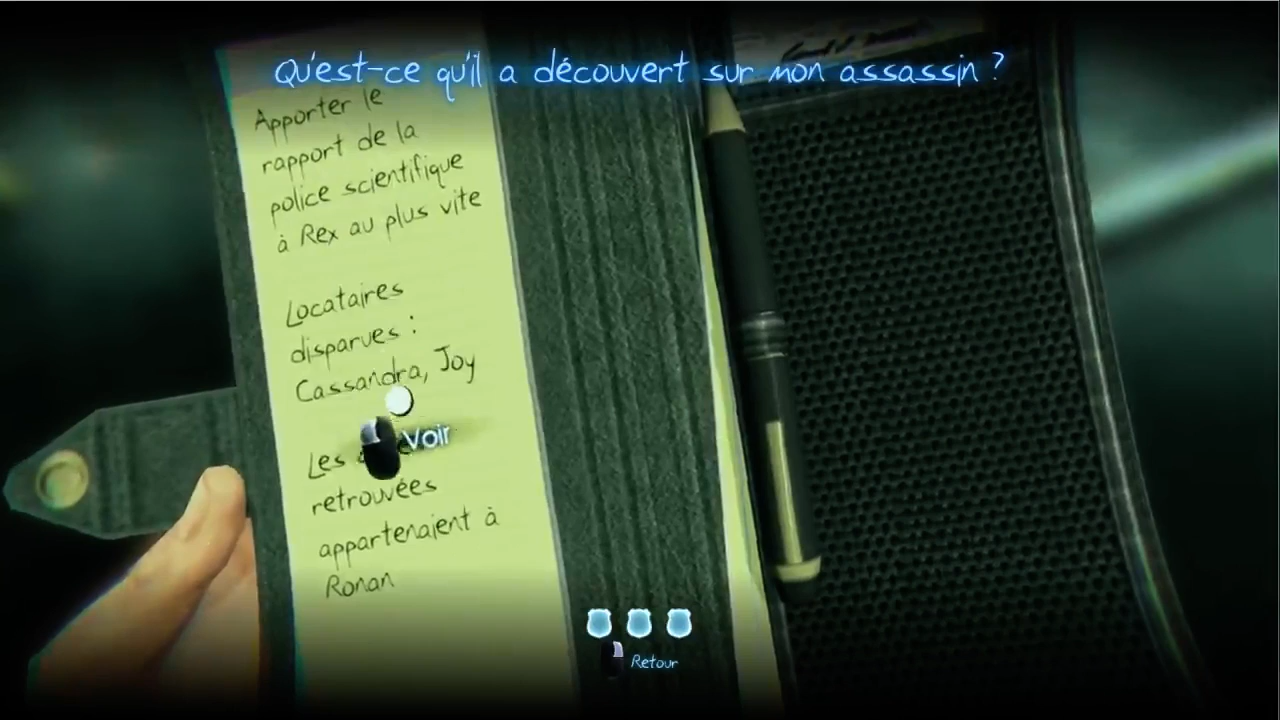 Qu'est-ce qu'il a découvert sur mon assassin ?
Apporter le
rapport de la
police scientifique
à Rex au plus vite
Locataires
disparues :
Cassandra, Joy
Voir
Les
retrouvées
appartenaient à
Ronan
Retour